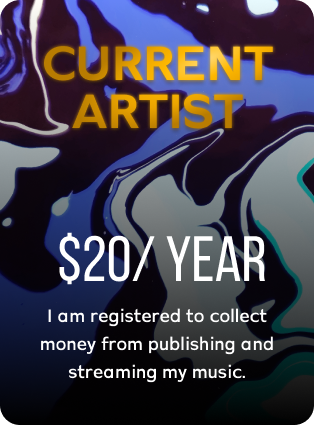 CURRENT
ARTIST
$20/ YEAR
I am registered to collect
money from publishing and
streaming my music.